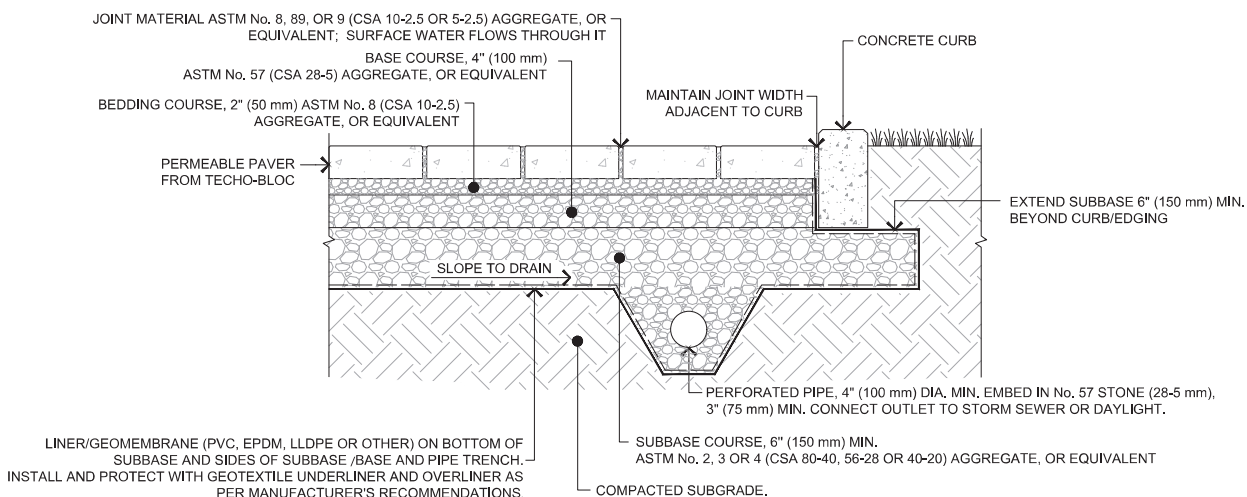 JOINT MATERIAL ASTM No. 8, 89, OR 9 (CSA 10-2.5 OR 5-2.5) AGGREGATE, OR
EQUIVALENT; SURFACE WATER FLOWS THROUGH IT
BASE COURSE, 4" (100 mm)
ASTM No. 57 (CSA 28-5) AGGREGATE, OR EQUIVALENT
BEDDING COURSE, 2" (50 mm) ASTM No. 8 (CSA 10-2.5)
AGGREGATE, OR EQUIVALENT
PERMEABLE PAVER
FROM TECHO-BLOC
CONCRETE CURB
MAINTAIN JOINT WIDTH
ADJACENT TO CURB
EXTEND SUBBASE 6" (150 mm) MIN.
BEYOND CURB/EDGING
SLOPE TO DRAIN
PERFORATED PIPE, 4" (100 mm) DIA. MIN. EMBED IN No. 57 STONE (28-5 mm),
3" (75 mm) MIN. CONNECT OUTLET TO STORM SEWER OR DAYLIGHT.
LINER/GEOMEMBRANE (PVC, EPDM, LLDPE OR OTHER) ON BOTTOM OF
SUBBASE AND SIDES OF SUBBASE /BASE AND PIPE TRENCH.
INSTALL AND PROTECT WITH GEOTEXTILE UNDERLINER AND OVERLINER AS
PER MANUFACTURER'S RECOMMENDATIONS.
SUBBASE COURSE, 6" (150 mm) MIN.
ASTM No. 2, 3 OR 4 (CSA 80-40, 56-28 OR 40-20) AGGREGATE, OR EQUIVALENT
COMPACTED SUBGRADE.